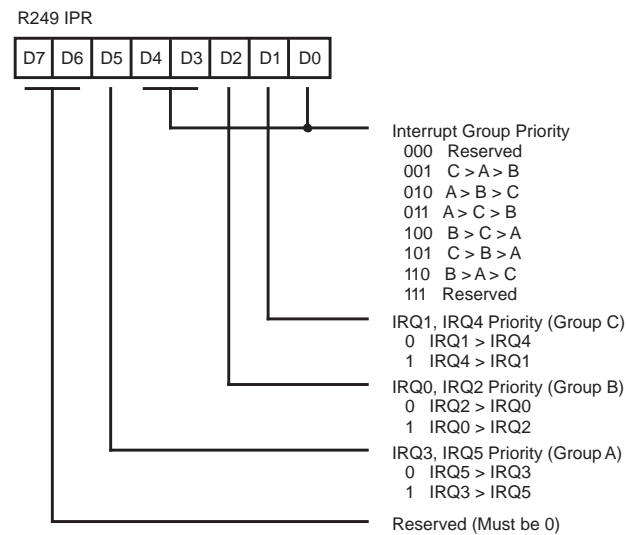 R249 IPR
D7 D6 D5 D4 D3 D2 D1 D0
Interrupt Group Priority
000 Reserved
001 C > A > B
010 A > B > C
011 A > C > B
100 B > C > A
101 C > B > A
110 B > A > C
111 Reserved
IRQ1, IRQ4 Priority (Group C)
0 IRQ1 > IRQ4
1 IRQ4 > IRQ1
IRQ0, IRQ2 Priority (Group B)
0 IRQ2 > IRQ0
1 IRQ0 > IRQ2
IRQ3, IRQ5 Priority (Group A)
0 IRQ5 > IRQ3
1 IRQ3 > IRQ5
Reserved (Must be 0)